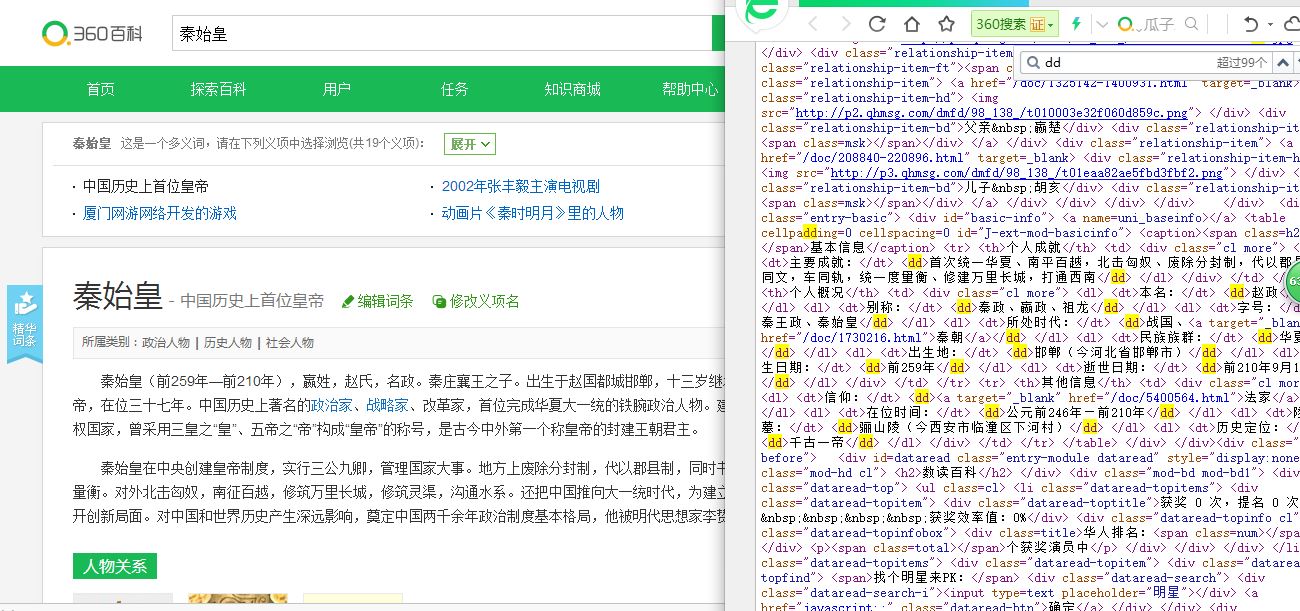 360百科
秦始皇
首页
探索百科
用户
任务
知识商城
帮助中心
秦始皇 这是一个多义词，请在下列义项中选择浏览(共19个义项)：
展开
· 中国历史上首位皇帝
· 2002年张丰毅主演电视剧
· 厦门网游网络开发的游戏
· 动画片《秦时明月》里的人物
精华
词条
秦始皇 - 中国历史上首位皇帝
编辑词条
修改义项名
所属类别：政治人物 | 历史人物 | 社会人物
秦始皇（前259年—前210年），嬴姓，赵氏，名政。秦庄襄王之子。出生于赵国都城邯郸，十三岁继
帝，在位三十七年。中国历史上著名的政治家、战略家、改革家，首位完成华夏大一统的铁腕政治人物。建
权国家，曾采用三皇之“皇”、五帝之“帝”构成“皇帝”的称号，是古今中外第一个称皇帝的封建王朝君主。
秦始皇在中央创建皇帝制度，实行三公九卿，管理国家大事。地方上废除分封制，代以郡县制，同时书
量衡。对外北击匈奴，南征百越，修筑万里长城，修筑灵渠，沟通水系。还把中国推向大一统时代，为建立
开创新局面。对中国和世界历史产生深远影响，奠定中国两千余年政治制度基本格局，他被明代思想家李贽
人物关系
360搜索 证
瓜子
dd
超过99个
</div> <div class="relationship-item
class="relationship-item-ft"><span c
class="relationship-item"> <a href="/doc/1325142-1400931.html" target=_blank>
class="relationship-item-hd"> <img
src="http://p2.qhmsg.com/dmfd/98_138_/t010003e32f060d859c.png"> </div> <div
class="relationship-item-bd">父亲&nbsp;嬴楚</div> <div class="relationship-it
<span class=msk></span></div> </a> </div> <div class="relationship-item"> <a
href="/doc/208840-220896.html" target=_blank> <div class="relationship-item-h
<img src="http://p3.qhmsg.com/dmfd/98_138_/t01eaa82ae5fbd3fbf2.png"> </div> <
class="relationship-item-bd">儿子&nbsp;胡亥</div> <div class="relationship-it
<span class=msk></span></div> </a> </div> </div> </div> </div> <div
class="entry-basic"> <div id="basic-info"> <a name=uni_baseinfo></a> <table
cellpadding=0 cellspacing=0 id="J-ext-mod-basicinfo"> <caption><span class=h2
</span>基本信息</caption> <tr> <th>个人成就</th> <td> <div class="cl more"> <
<dt>主要成就：</dt> <dd>首次统一华夏、南平百越，北击匈奴、废除分封制，代以郡县
同文，车同轨，统一度量衡、修建万里长城，打通西南</dd> </dl> </div> </td> </
<th>个人概况</th> <td> <div class="cl more"> <dl> <dt>本名：</dt> <dd>赵政<
</dl> <dl> <dt>别称：</dt> <dd>秦政、嬴政、祖龙</dd> </dl> <dl> <dt>字号：</
秦王政、秦始皇</dd> </dl> <dl> <dt>所处时代：</dt> <dd>战国、<a target="_blan
href="/doc/1730216.html">秦朝</a></dd> </dl> <dl> <dt>民族族群：</dt> <dd>华夏
</dd> </dl> <dl> <dt>出生地：</dt> <dd>邯郸（今河北省邯郸市）</dd> </dl> <dl>
生日期：</dt> <dd>前259年</dd> </dl> <dl> <dt>逝世日期：</dt> <dd>前210年9月1
</dd> </dl> </div> </td> </tr> <tr> <th>其他信息</th> <td> <div class="cl more
<dl> <dt>信仰：</dt> <dd><a target="_blank" href="/doc/5400564.html">法家</a>
</dl> <dl> <dt>在位时间：</dt> <dd>公元前246年－前210年</dd> </dl> <dl> <dt>陵
墓：</dt> <dd>骊山陵（今西安市临潼区下河村）</dd> </dl> <dl> <dt>历史定位：</
<dd>千古一帝</dd> </dl> </div> </td> </tr> </table> </div></div><div class="
before"> <div id=dataread class="entry-module dataread" style="display:none
class="mod-hd cl"> <h2>数读百科</h2> </div> <div class="mod-bd mod-bd1"> <div
class="dataread-top"> <ul class=cl> <li class="dataread-topitems"> <div
class="dataread-topitem"> <div class="dataread-toptitle">获奖 0 次，提名 0 次
&nbsp;&nbsp;&nbsp;&nbsp;获奖效率值：0%</div> <div class="dataread-topinfo cl"
class="dataread-topinfobox"> <div class=title>华人排名：<span class=num></span
</div> <p><span class=total></span>个获奖演员中</p> </div> </div> </div> </li
class="dataread-topitems"> <div class="dataread-topitem"> <div class="datarea
topfind"> <span>找个明星来PK：</span> <div class="dataread-search"> <div
class="dataread-search-i"><input type=text placeholder="明星"></div> <a
href="javascript:;" class="dataread-btn">确定</a> </div> </div> <div